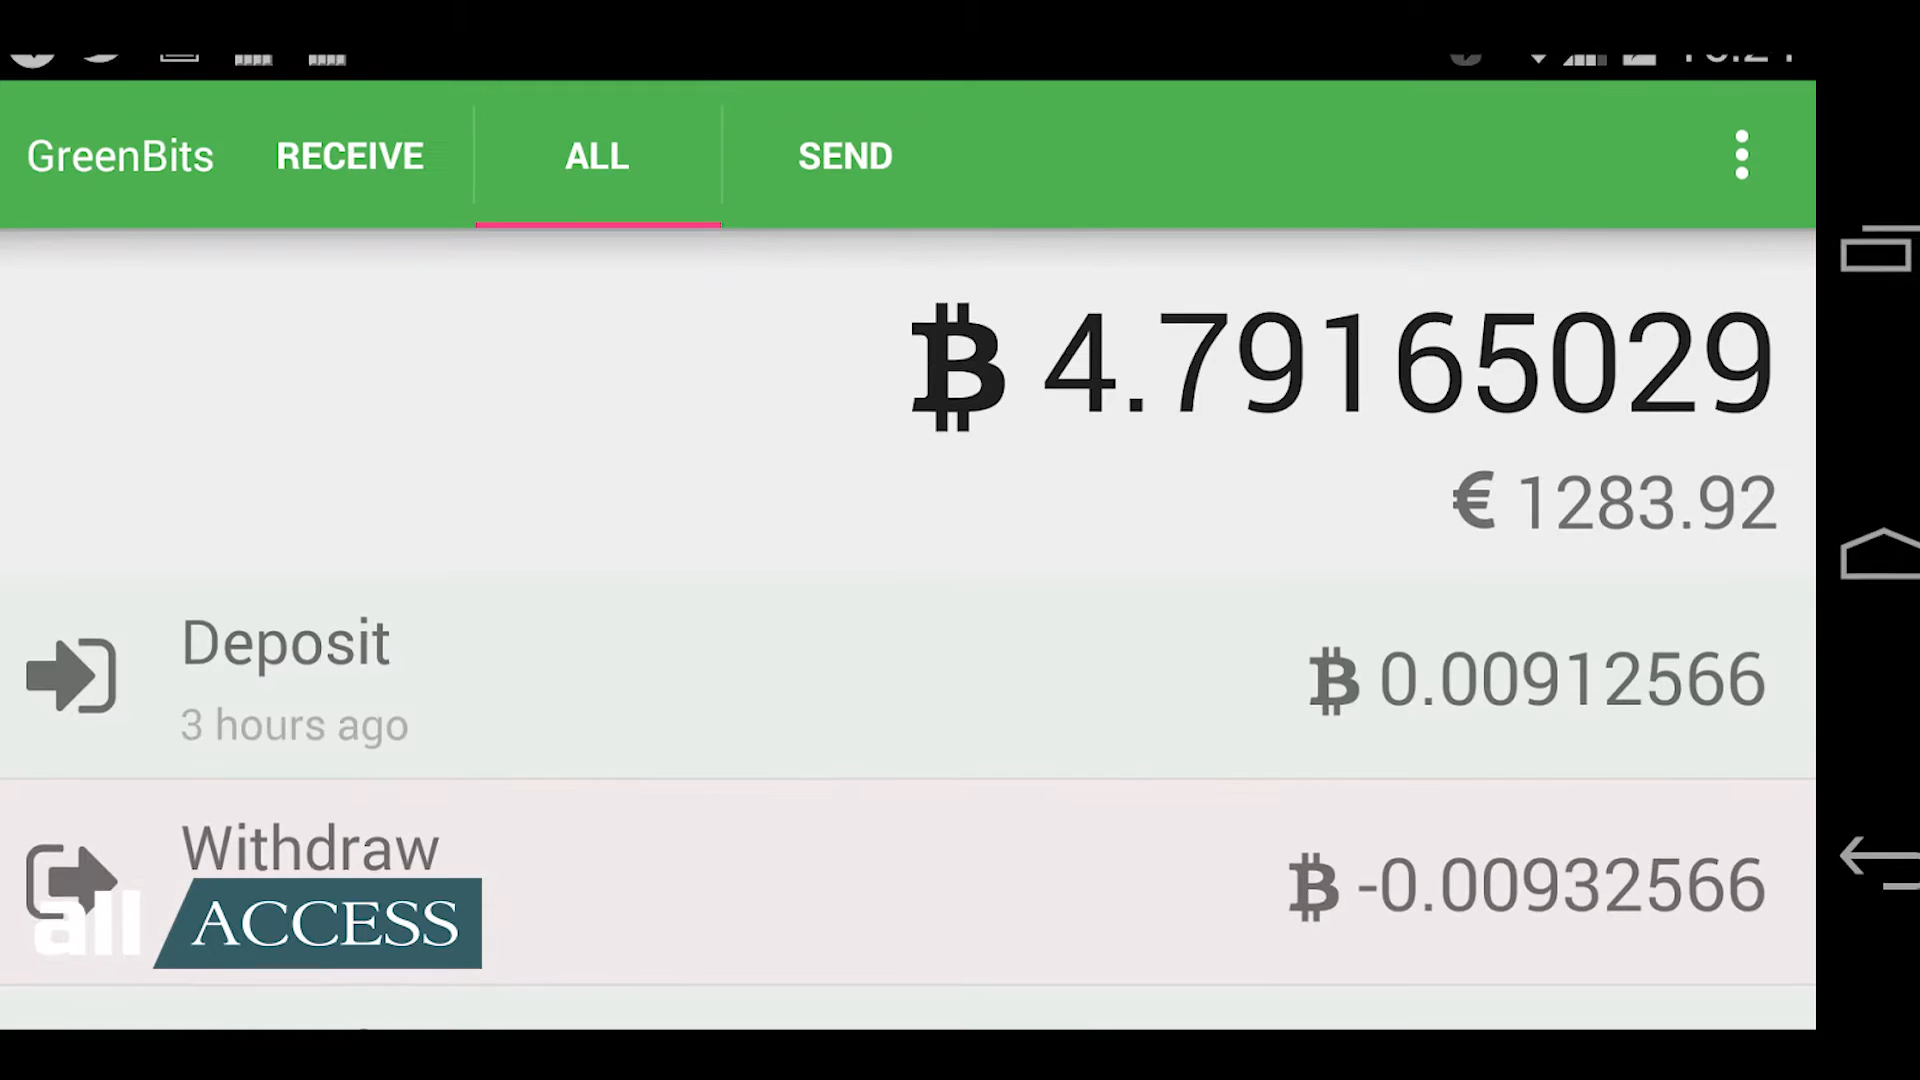 GreenBits RECEIVE ALL SEND
₿ 4.79165029
€ 1283.92
Deposit
3 hours ago
₿ 0.00912566
Withdraw
₿ -0.00932566
all ACCESS